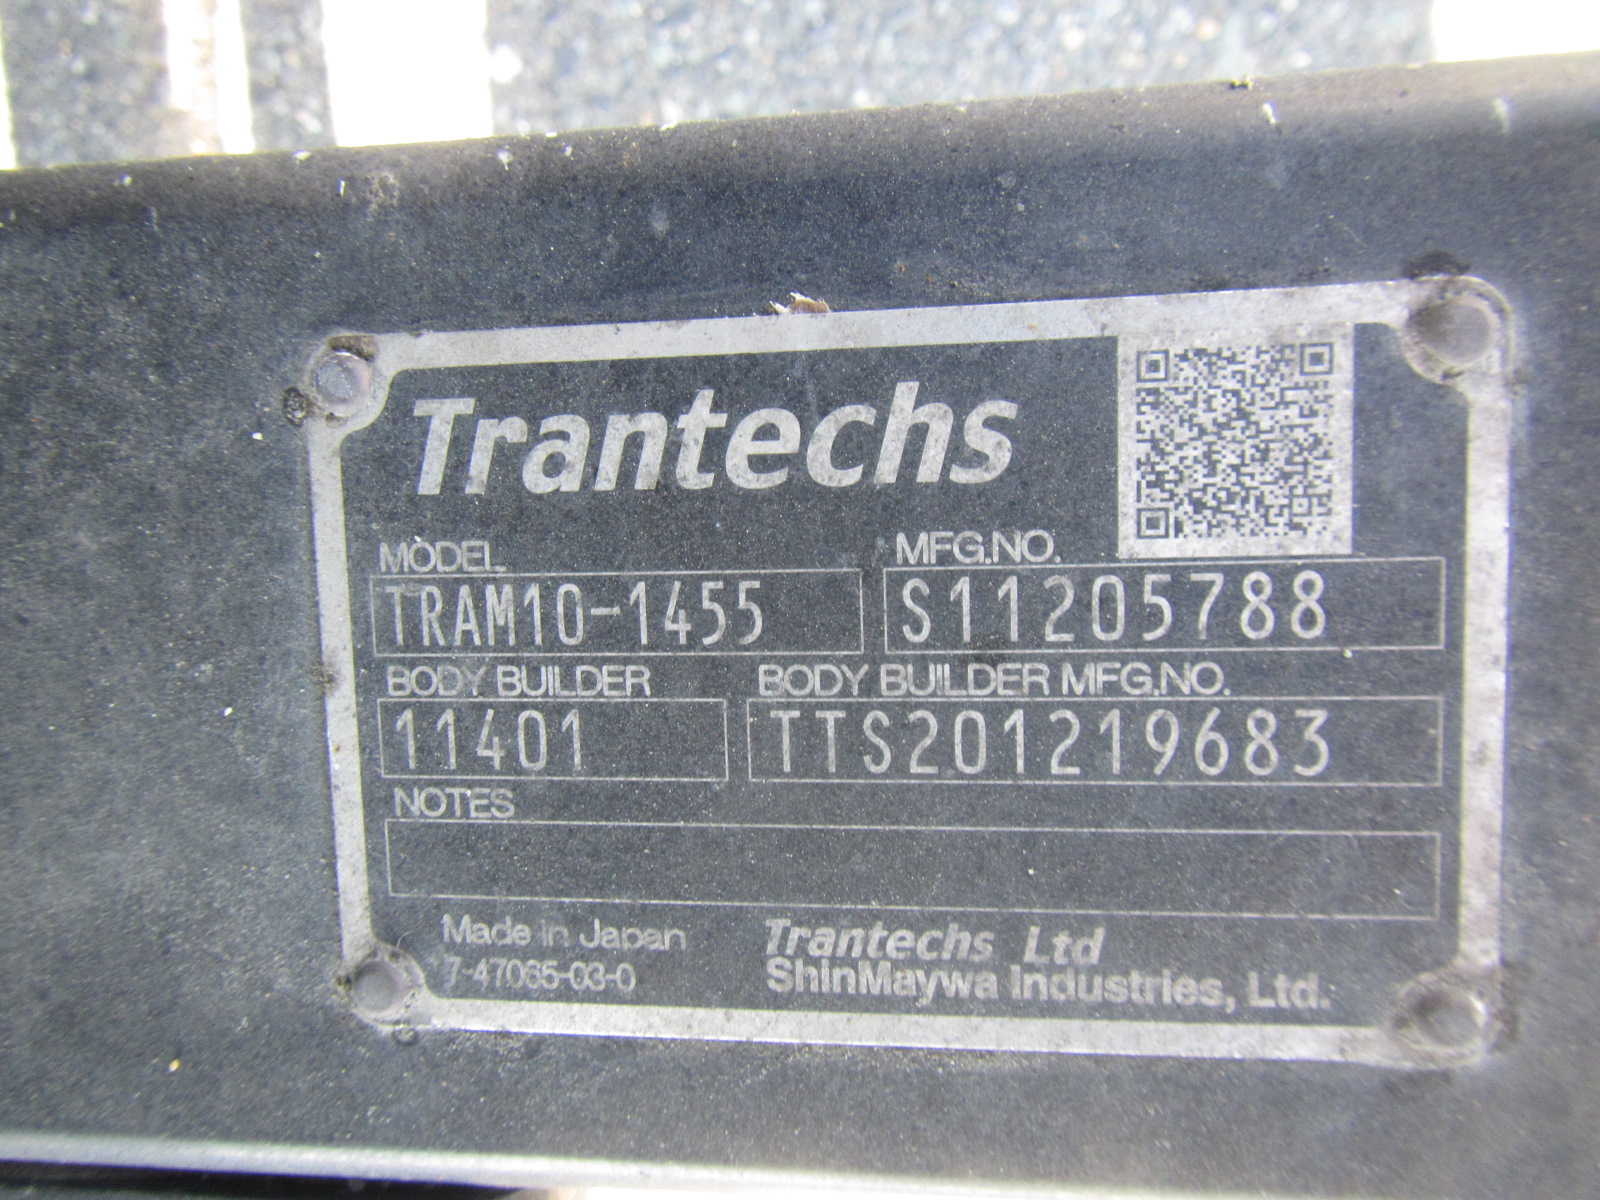 Trantechs
MODEL
MFG.NO.
TRAM10-1455
S11205788
BODY BUILDER
BODY BUILDER MFG.NO.
11401
TTS201219683
NOTES
Made in Japan
Trantechs Ltd
7-47065-03-0
ShinMaywa Industries, Ltd.